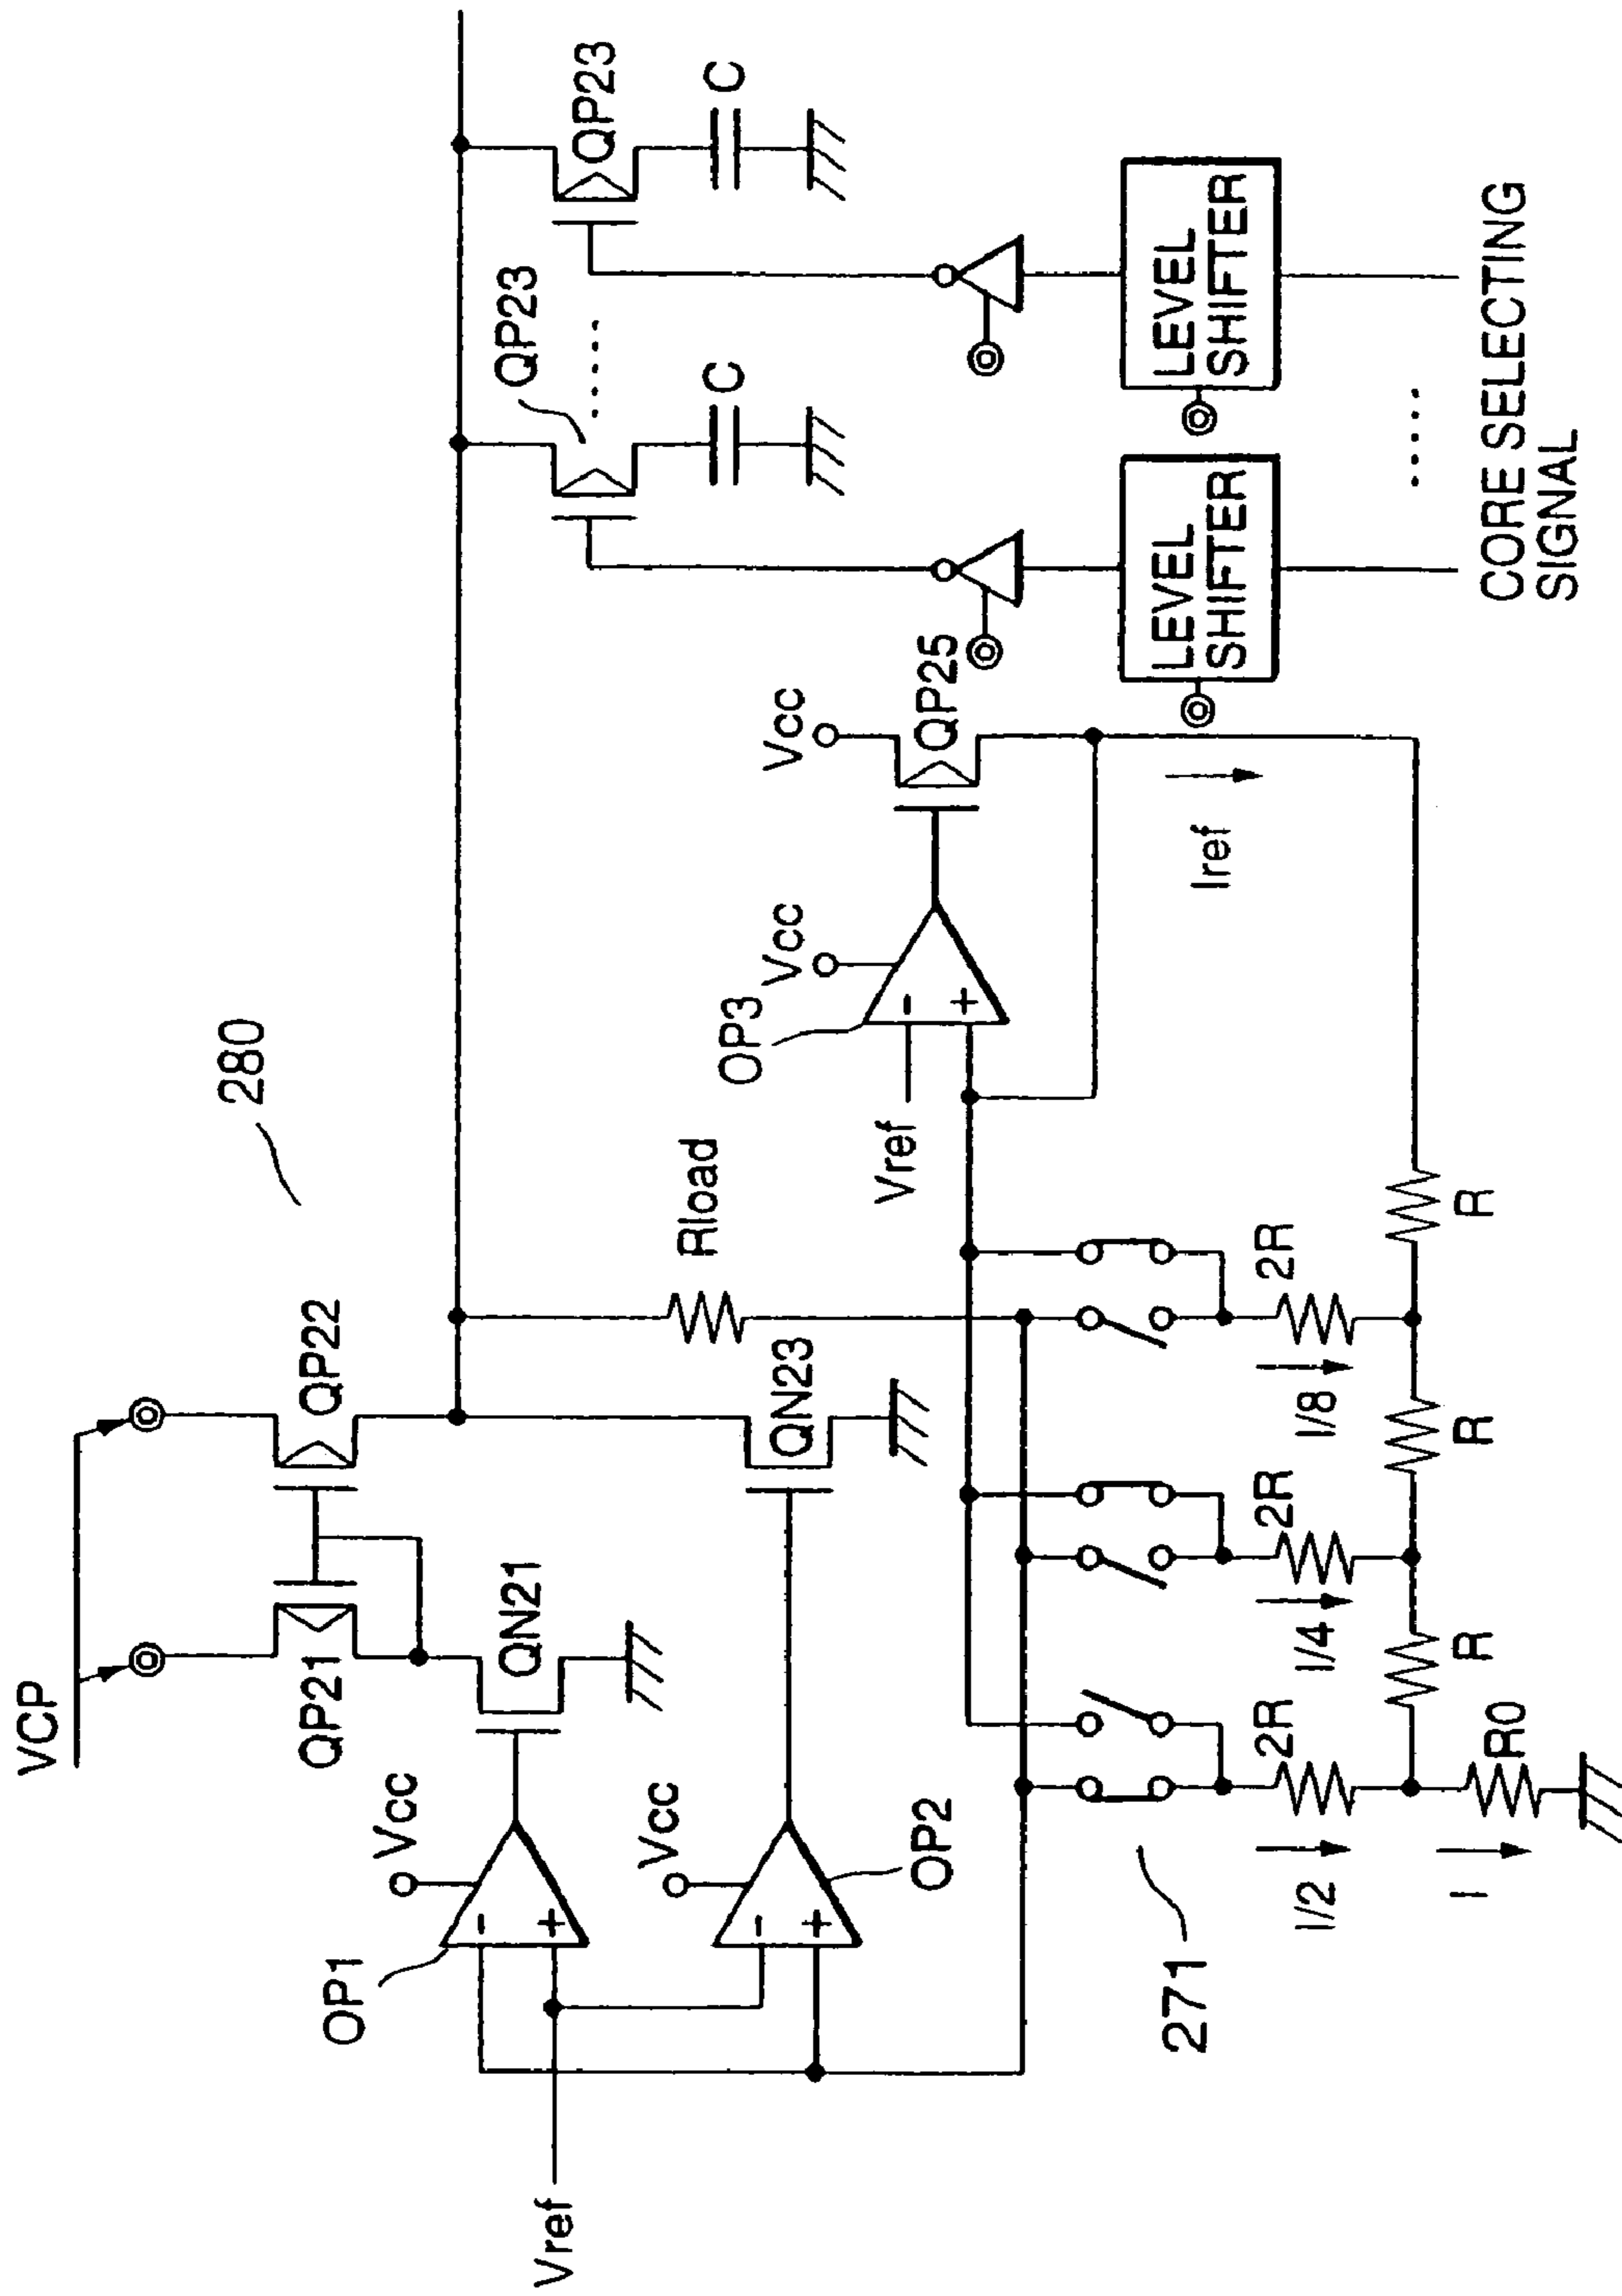 VCP
280
QP21
QP22
QP23
QP23
C
C
Vcc
OP1
QN21
Rload
Vcc
OP2
QN23
OP3
Vcc
Vcc
QP25
Vref
Vref
Iref
LEVEL
SHIFTER
LEVEL
SHIFTER
271
I/2
2R
I/4
2R
I/8
2R
I
R0
R
R
R
CORE SELECTING
SIGNAL
-
+
-
+
-
+